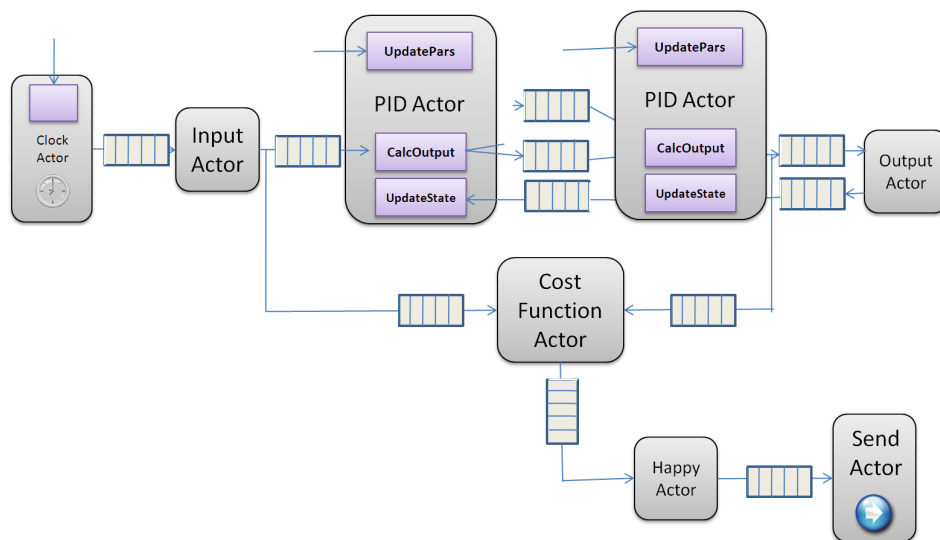 UpdatePars
PID Actor
CalcOutput
UpdateState
UpdatePars
PID Actor
CalcOutput
UpdateState
Clock
Actor
Input
Actor
Output
Actor
Cost
Function
Actor
Happy
Actor
Send
Actor